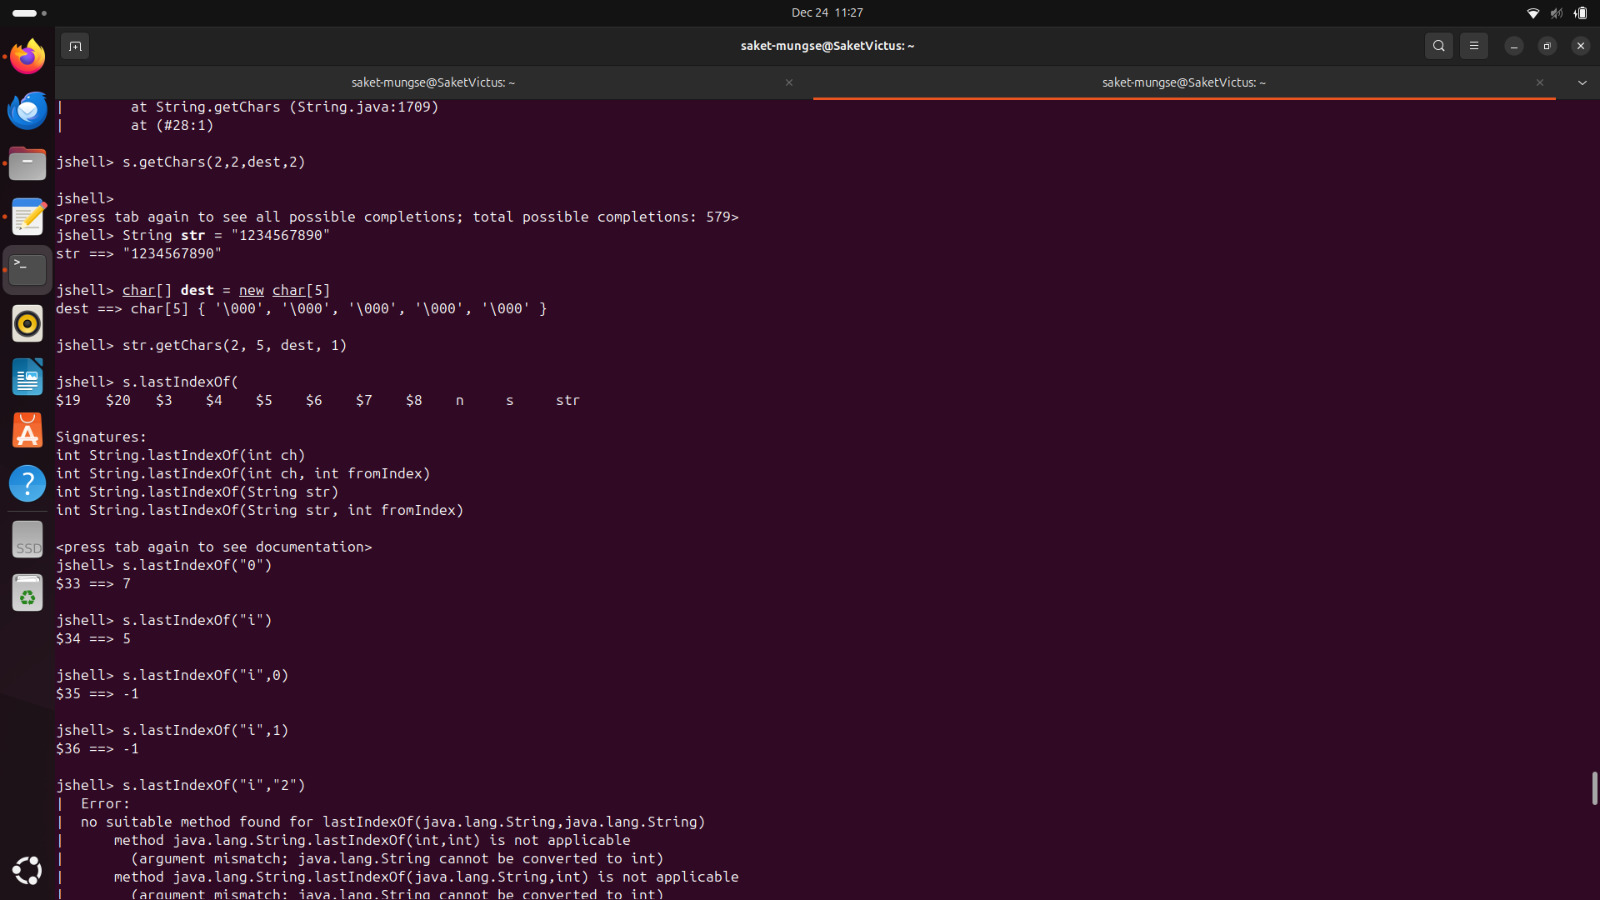 Dec 24 11:27
saket-mungse@SaketVictus: ~
saket-mungse@SaketVictus: ~
saket-mungse@SaketVictus: ~
|        at String.getChars (String.java:1709)
|        at (#28:1)
jshell> s.getChars(2,2,dest,2)
jshell>
<press tab again to see all possible completions; total possible completions: 579>
jshell> String str = "1234567890"
str ==> "1234567890"
jshell> char[] dest = new char[5]
dest ==> char[5] { '\000', '\000', '\000', '\000', '\000' }
jshell> str.getChars(2, 5, dest, 1)
jshell> s.lastIndexOf(
$19   $20   $3    $4    $5    $6    $7    $8    n     s     str
Signatures:
int String.lastIndexOf(int ch)
int String.lastIndexOf(int ch, int fromIndex)
int String.lastIndexOf(String str)
int String.lastIndexOf(String str, int fromIndex)
<press tab again to see documentation>
jshell> s.lastIndexOf("0")
$33 ==> 7
jshell> s.lastIndexOf("i")
$34 ==> 5
jshell> s.lastIndexOf("i",0)
$35 ==> -1
jshell> s.lastIndexOf("i",1)
$36 ==> -1
jshell> s.lastIndexOf("i","2")
|  Error:
|  no suitable method found for lastIndexOf(java.lang.String,java.lang.String)
|      method java.lang.String.lastIndexOf(int,int) is not applicable
|        (argument mismatch; java.lang.String cannot be converted to int)
|      method java.lang.String.lastIndexOf(java.lang.String,int) is not applicable
|        (argument mismatch; java.lang.String cannot be converted to int)
SSD